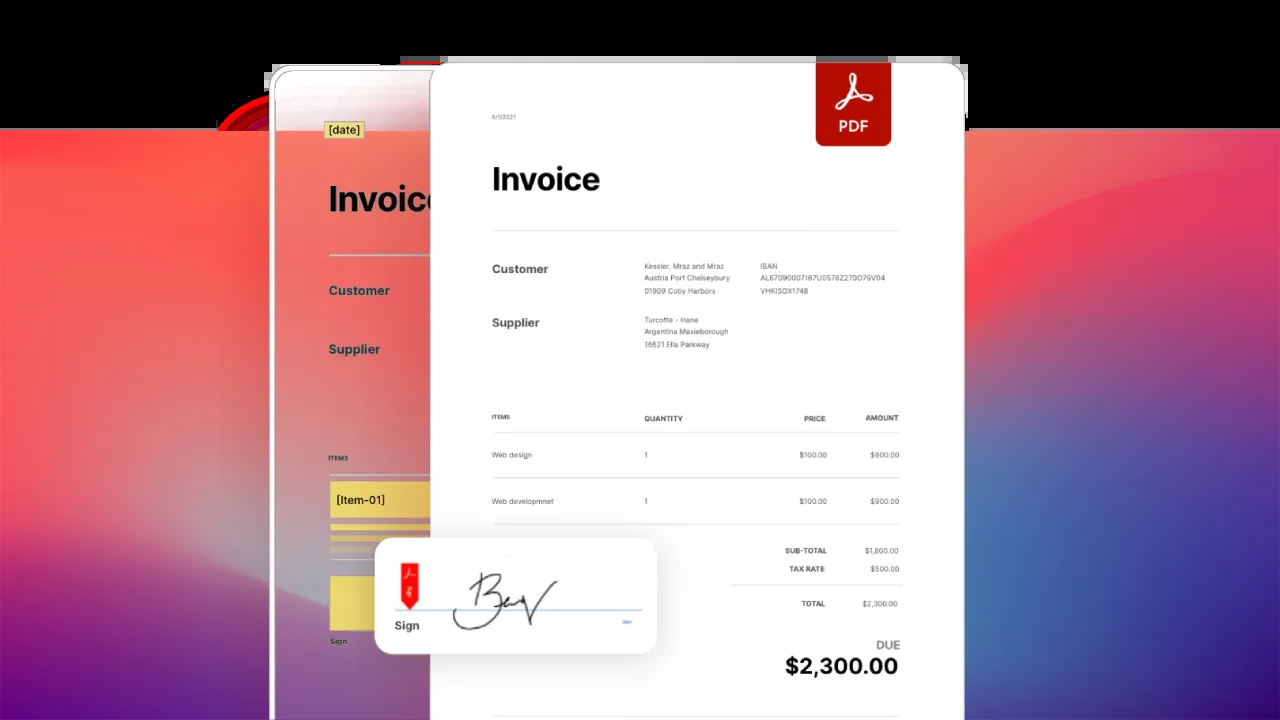 [date]
Invoice
Customer
Supplier
ITEMS
[Item-01]
Sign
6/1/2021
PDF
Invoice
Customer
Kessler, Mraz and Mraz
Austria Port Chelseybury
01909 Coby Harbors
IBAN
AL67090007167U0578Z270O79V04
VHKISOX1748
Supplier
Turcotte - Hane
Argentina Maxieborough
16621 Ella Parkway
ITEMS QUANTITY PRICE AMOUNT
Web design 1 $100.00 $900.00
Web developmnet 1 $100.00 $900.00
SUB-TOTAL $1,800.00
TAX RATE $500.00
TOTAL $2,300.00
DUE
$2,300.00
Sign